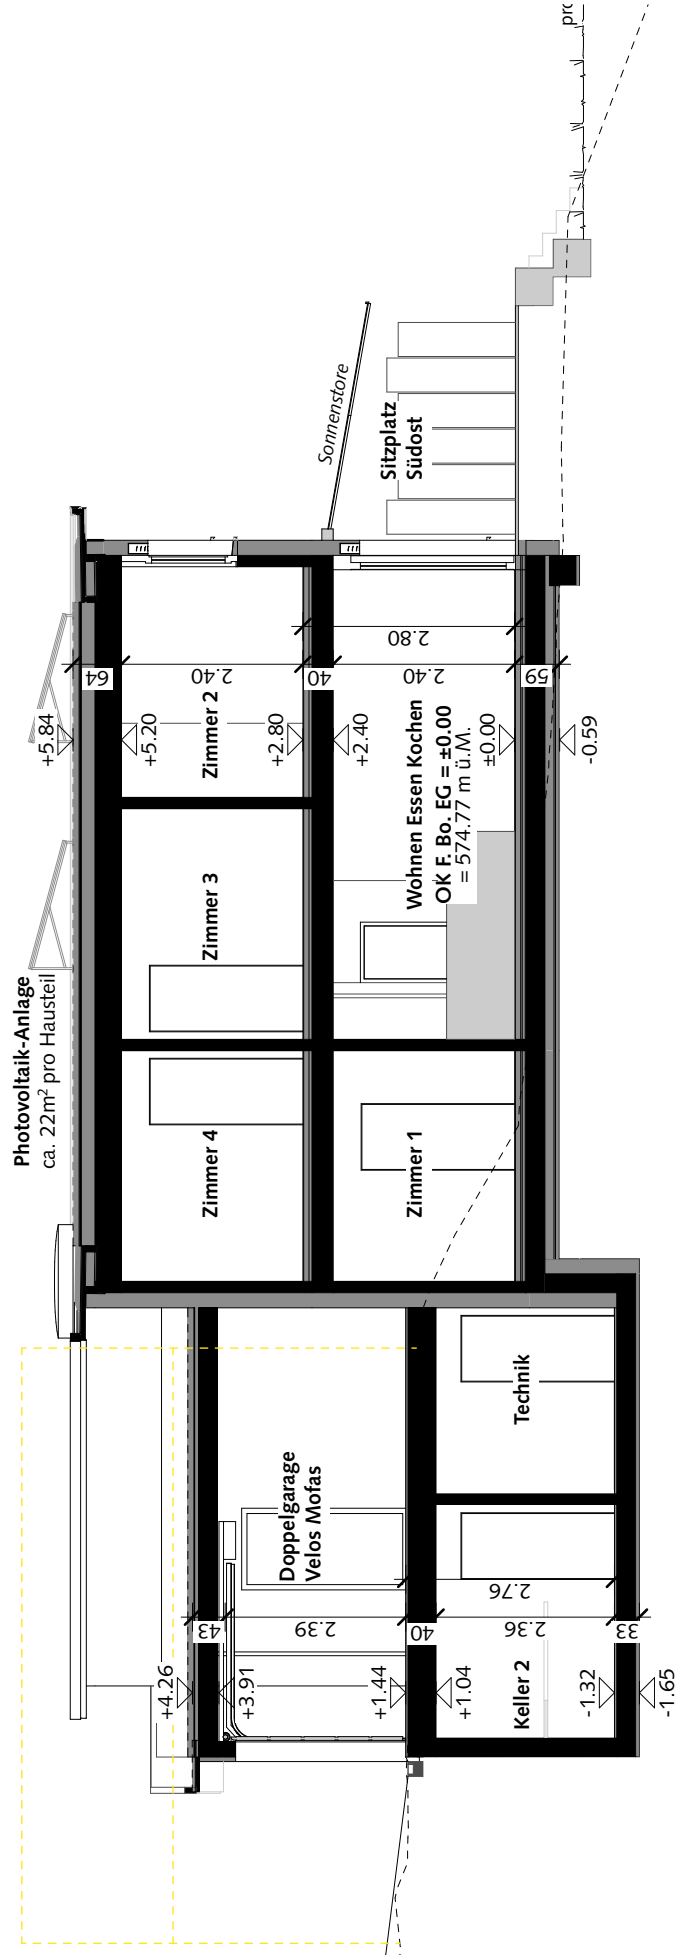 Photovoltaik-Anlage
ca. 22m² pro Hausteil
+5.84
64
+5.20
Zimmer 4
Zimmer 3
Zimmer 2
2.40
+2.80
40
+2.40
Sonnenstore
Zimmer 1
Wohnen Essen Kochen
OK F. Bo. EG = ±0.00
= 574.77 m ü.M.
2.40
2.80
±0.00
59
-0.59
Sitzplatz
Südost
+4.26
43
+3.91
Doppelgarage
Velos Mofas
2.39
+1.44
40
+1.04
Keller 2
Technik
2.36
2.76
-1.32
33
-1.65